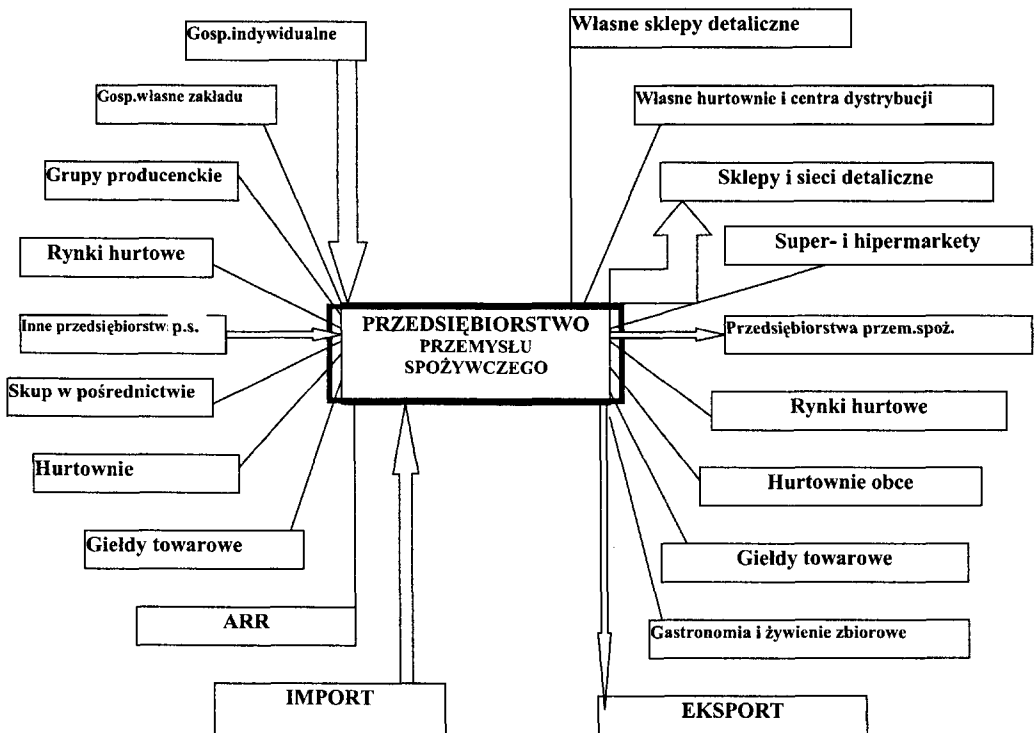 Gosp.indywidualne
Własne sklepy detaliczne
Gosp.własne zakładu
Własne hurtownie i centra dystrybucji
Grupy producenckie
Sklepy i sieci detaliczne
Rynki hurtowe
Super- i hipermarkety
Inne przedsiębiorstwa p.s.
PRZEDSIĘBIORSTWO
PRZEMYSŁU
SPOŻYWCZEGO
Przedsiębiorstwa przem.spoż.
Skup w pośrednictwie
Rynki hurtowe
Hurtownie
Hurtownie obce
Giełdy towarowe
Giełdy towarowe
ARR
Gastronomia i żywienie zbiorowe
IMPORT
EKSPORT